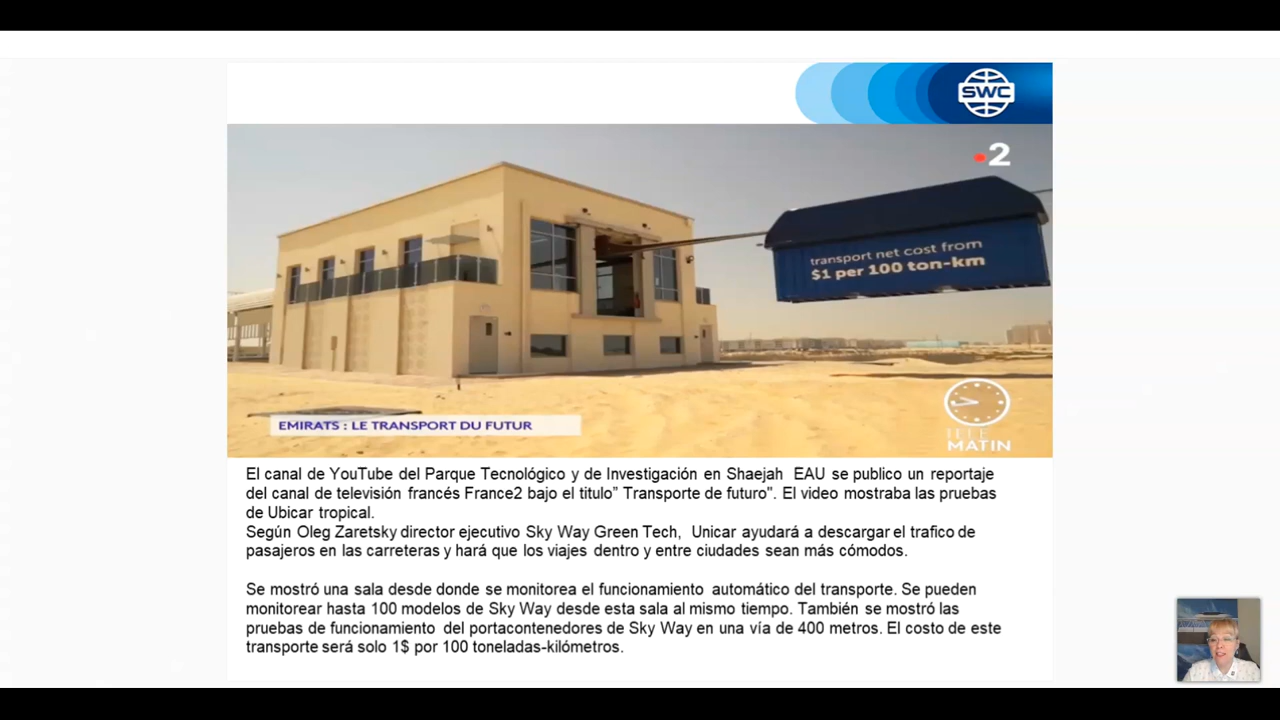 SWC
2
transport net cost from
$1 per 100 ton-km
EMIRATS : LE TRANSPORT DU FUTUR
TELE
MATIN
El canal de YouTube del Parque Tecnológico y de Investigación en Shaejah EAU se publico un reportaje
del canal de televisión francés France2 bajo el titulo” Transporte de futuro". El video mostraba las pruebas
de Ubicar tropical.
Según Oleg Zaretsky director ejecutivo Sky Way Green Tech, Unicar ayudará a descargar el trafico de
pasajeros en las carreteras y hará que los viajes dentro y entre ciudades sean más cómodos.
Se mostró una sala desde donde se monitorea el funcionamiento automático del transporte. Se pueden
monitorear hasta 100 modelos de Sky Way desde esta sala al mismo tiempo. También se mostró las
pruebas de funcionamiento del portacontenedores de Sky Way en una vía de 400 metros. El costo de este
transporte será solo 1$ por 100 toneladas-kilómetros.